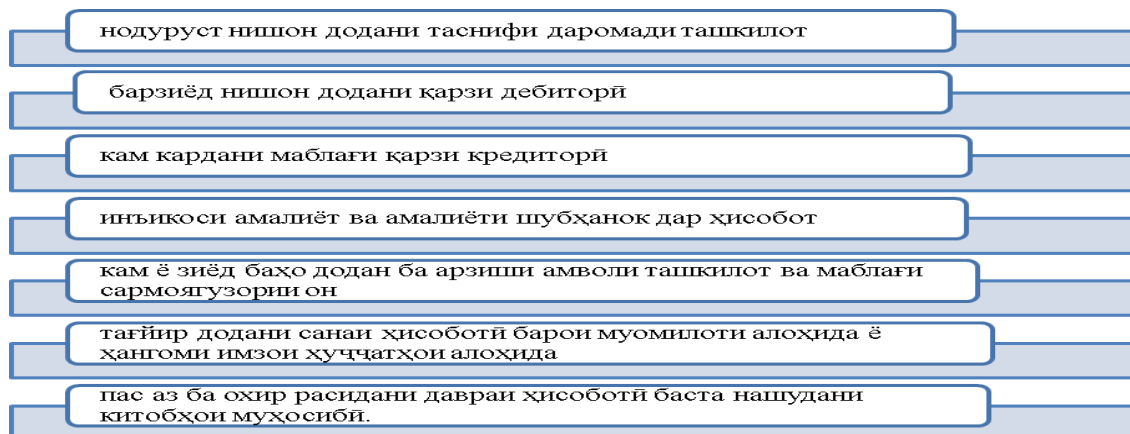 нодуруст нишон додани таснифи даромади ташкилот
барзиёд нишон додани қарзи дебиторӣ
кам кардани маблағи қарзи кредиторӣ
инъикоси амалиёт ва амалиёти шубҳанок дар ҳисобот
кам ё зиёд баҳо додан ба арзиши амволи ташкилот ва маблағи
сармоягузории он
тағйир додани санаи ҳисоботӣ барои муомилоти алоҳида ё
ҳангоми имзои ҳуҷҷатҳои алоҳида
пас аз ба охир расидани давраи ҳисоботӣ баста нашудани
китобҳои муҳосибӣ.